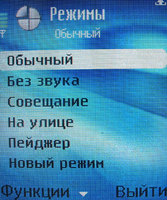 Режимы
Обычный
Обычный
Без звука
Совещание
На улице
Пейджер
Новый режим
Функции
Выйти